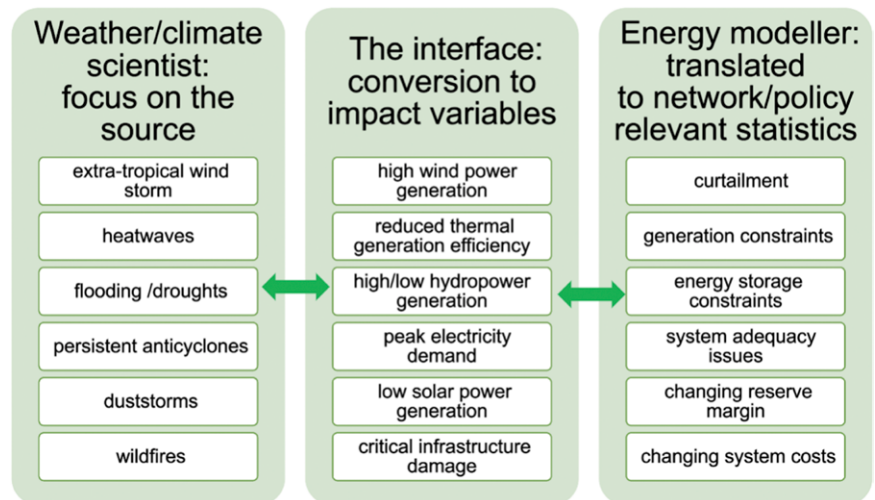 Weather/climate
scientist:
focus on the
source
extra-tropical wind
storm
heatwaves
flooding /droughts
persistent anticyclones
duststorms
wildfires
The interface:
conversion to
impact variables
high wind power
generation
reduced thermal
generation efficiency
high/low hydropower
generation
peak electricity
demand
low solar power
generation
critical infrastructure
damage
Energy modeller:
translated
to network/policy
relevant statistics
curtailment
generation constraints
energy storage
constraints
system adequacy
issues
changing reserve
margin
changing system costs